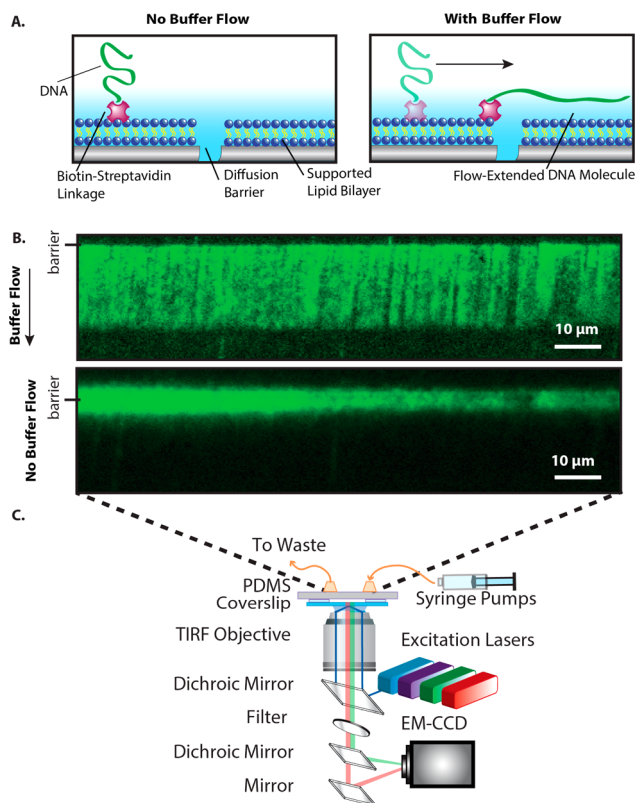 A.
No Buffer Flow
With Buffer Flow
DNA
Biotin-Streptavidin
Linkage
Diffusion
Barrier
Supported
Lipid Bilayer
Flow-Extended DNA Molecule
B.
Buffer Flow
barrier
10 μm
No Buffer Flow
barrier
10 μm
C.
To Waste
PDMS
Coverslip
Syringe Pumps
TIRF Objective
Excitation Lasers
Dichroic Mirror
Filter
EM-CCD
Dichroic Mirror
Mirror